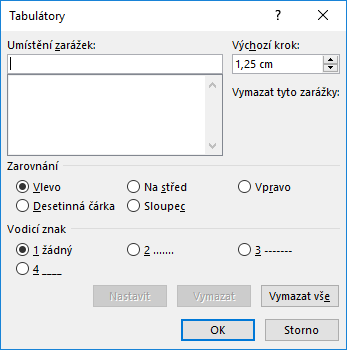 Tabulátory
Umístění zarážek:
Výchozí krok:
1,25 cm
Vymazat tyto zarážky:
Zarovnání
Vlevo
Na střed
Vpravo
Desetinná čárka
Sloupec
Vodicí znak
1 žádný
2 .......
3 -------
4 ____
Nastavit
Vymazat
Vymazat vše
OK
Storno